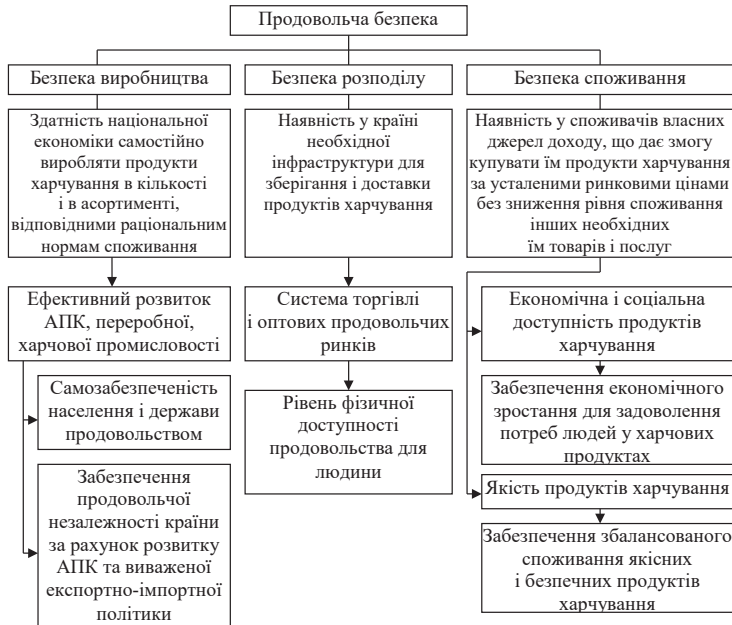 Продовольча безпека
Безпека виробництва
Здатність національної
економіки самостійно
виробляти продукти
харчування в кількості
і в асортименті,
відповідними раціональним
нормам споживання
Ефективний розвиток
АПК, переробної,
харчової промисловості
Самозабезпеченість
населення і держави
продовольством
Забезпечення
продовольчої
незалежності країни
за рахунок розвитку
АПК та виваженої
експортно-імпортної
політики
Безпека розподілу
Наявність у країні
необхідної
інфраструктури для
зберігання і доставки
продуктів харчування
Система торгівлі
і оптових продовольчих
ринків
Рівень фізичної
доступності
продовольства для
людини
Безпека споживання
Наявність у споживачів власних
джерел доходу, що дає змогу
купувати їм продукти харчування
за усталеними ринковими цінами
без зниження рівня споживання
інших необхідних
їм товарів і послуг
Економічна і соціальна
доступність продуктів
харчування
Забезпечення економічного
зростання для задоволення
потреб людей у харчових
продуктах
Якість продуктів харчування
Забезпечення збалансованого
споживання якісних
і безпечних продуктів
харчування